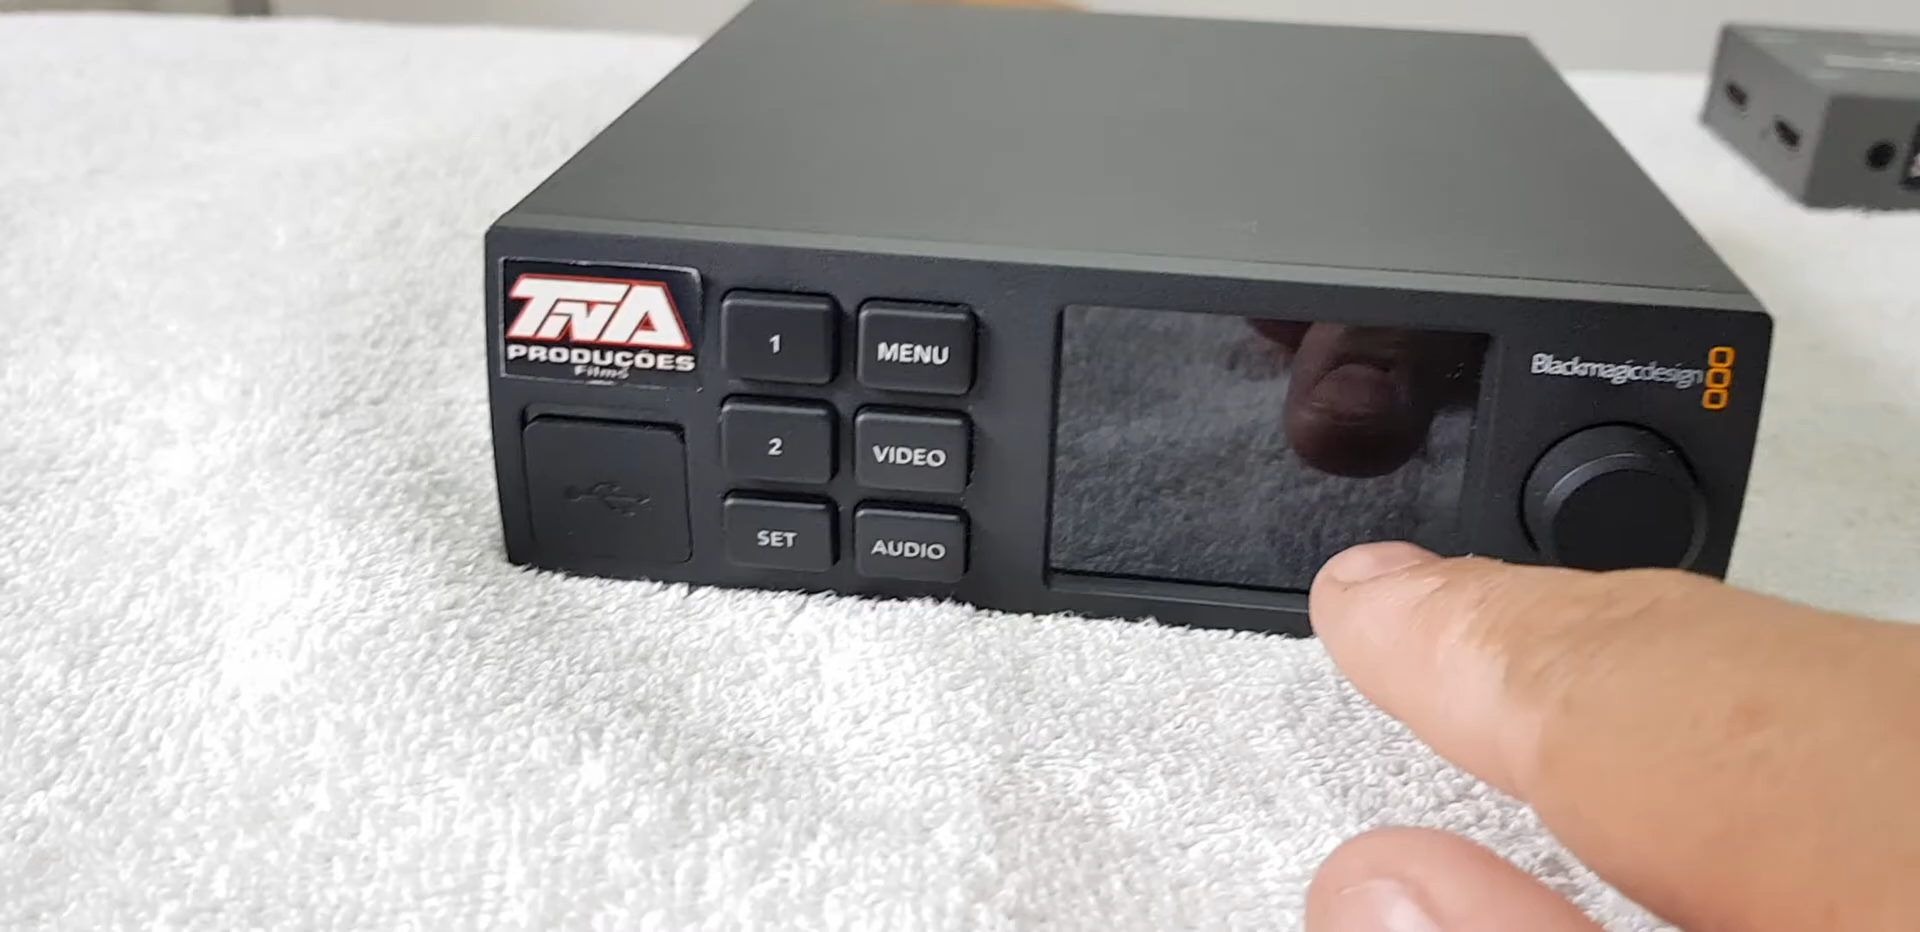 TNA
PRODUÇÕES
Films
1
MENU
2
VIDEO
SET
AUDIO
Blackmagicdesign